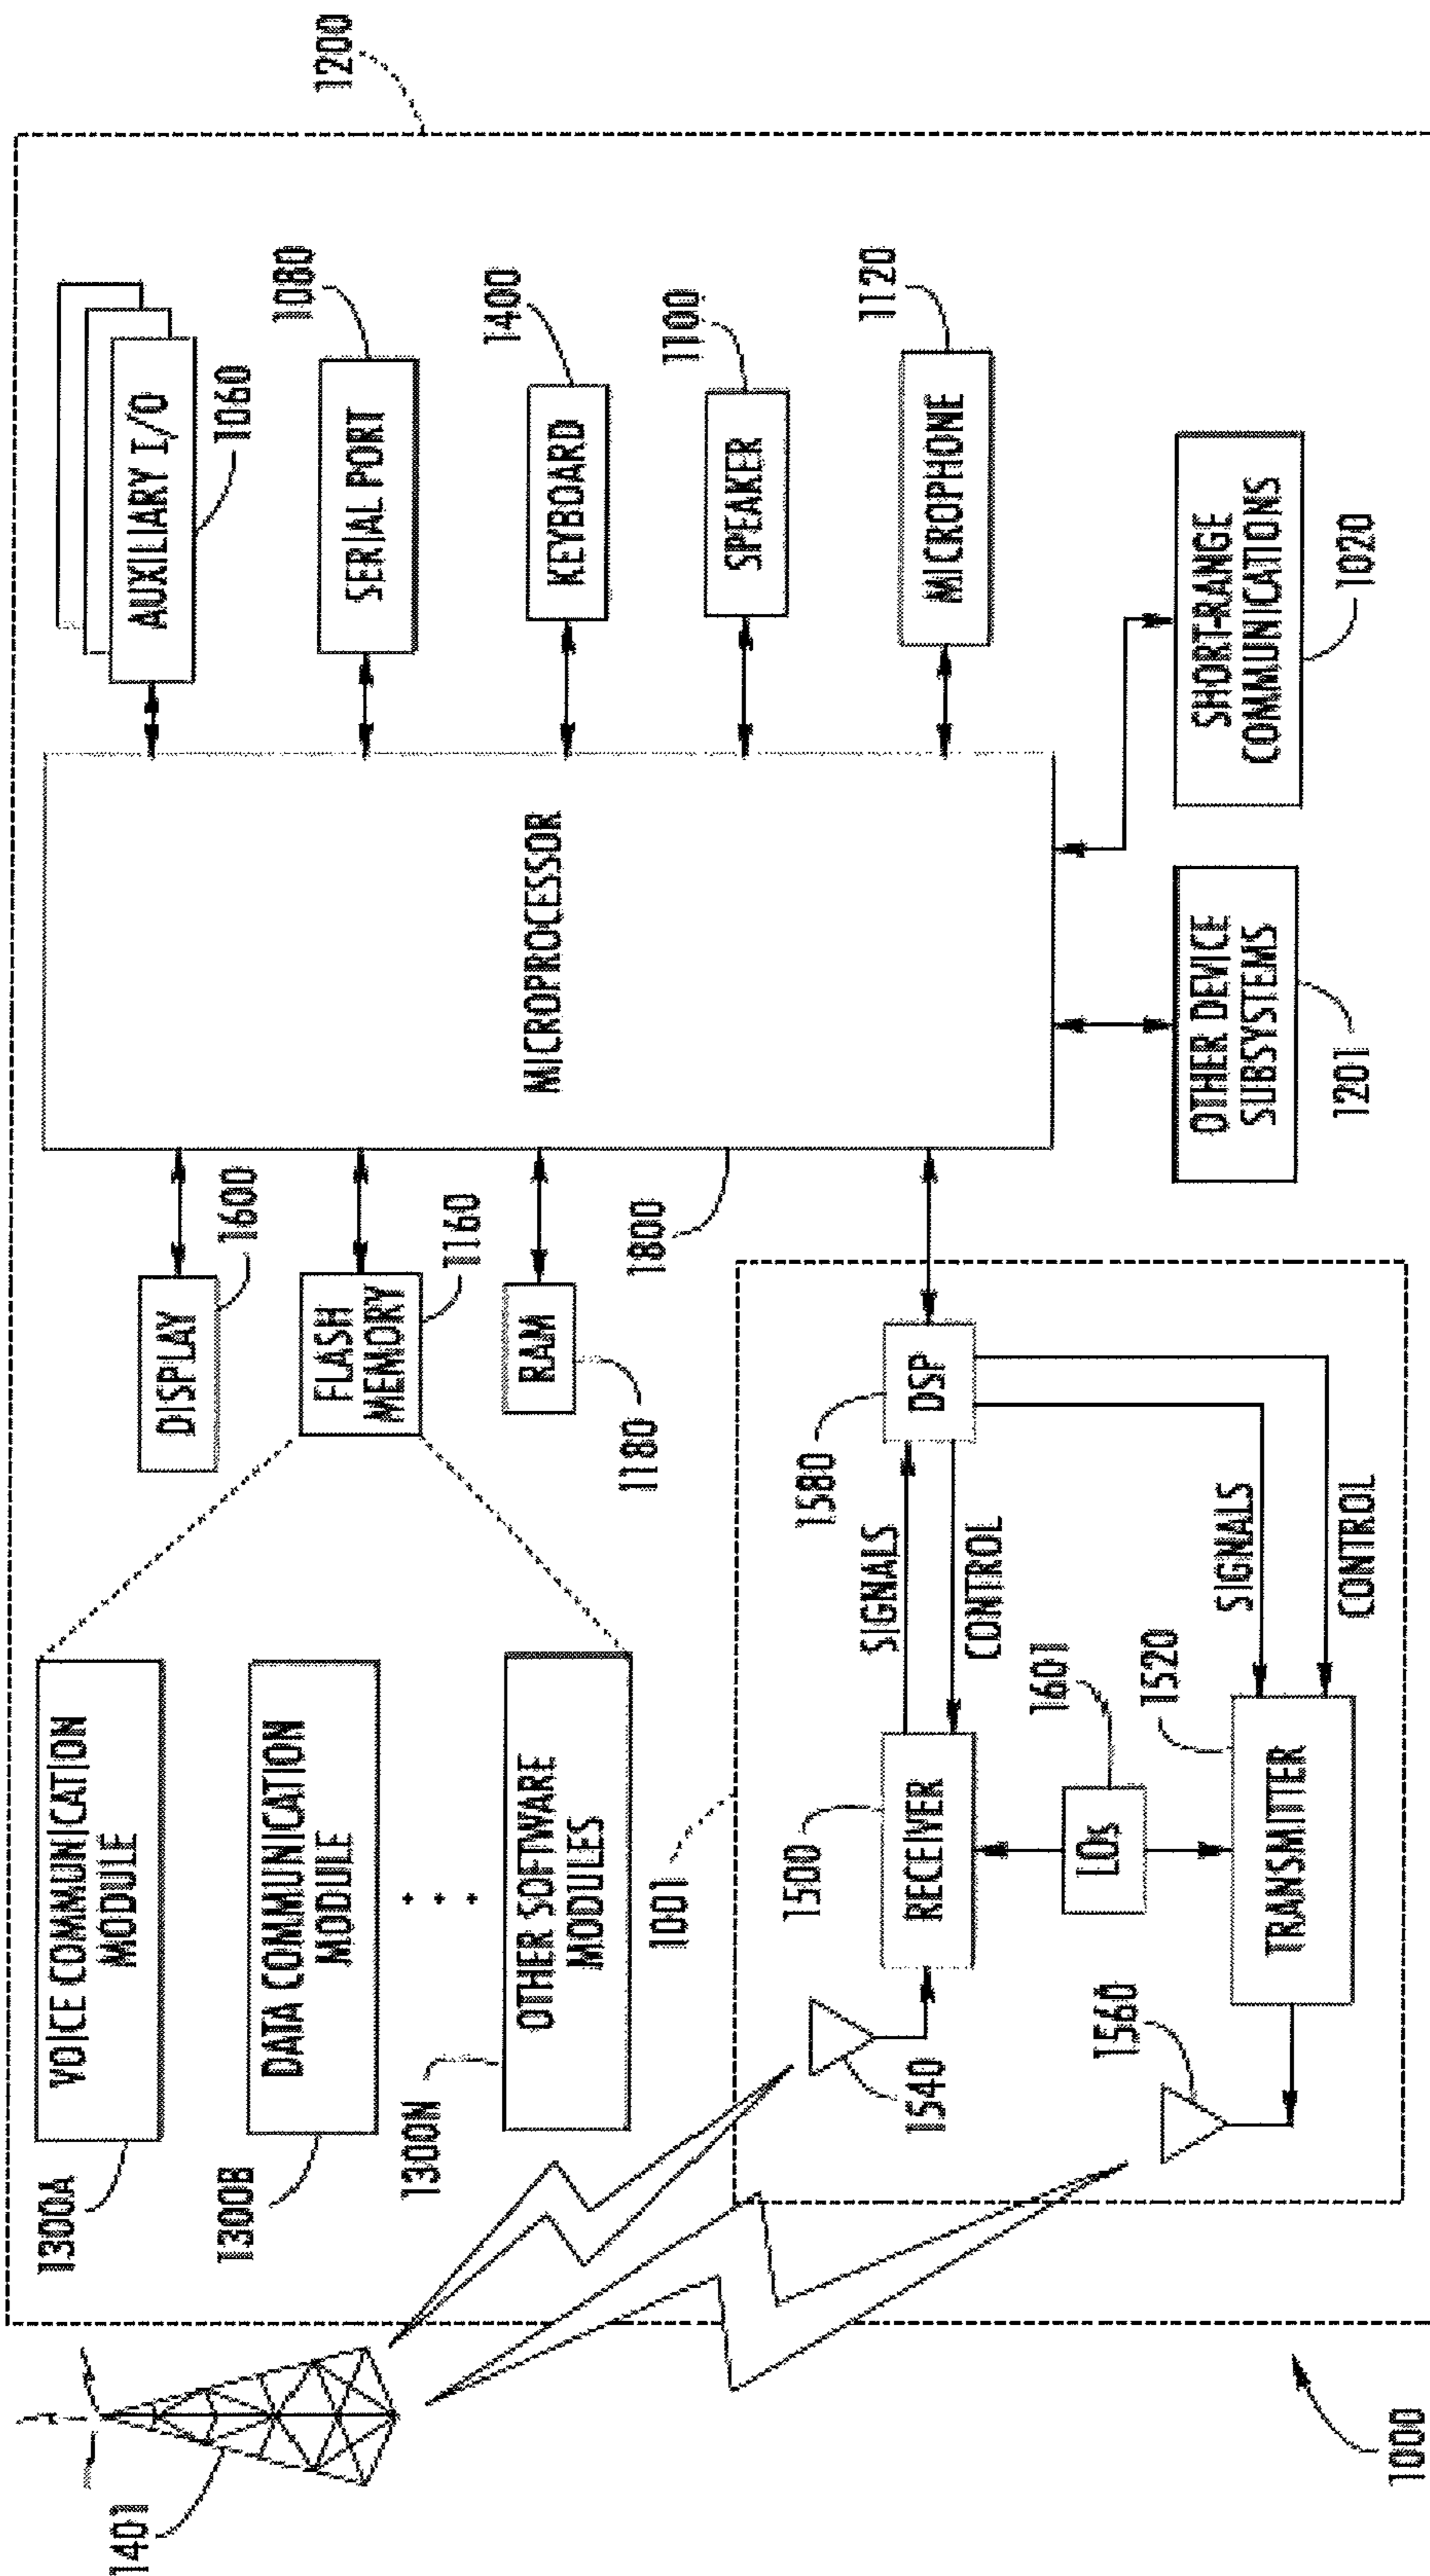 1401
1000
1300A
VOICE COMMUNICATION
MODULE
1300B
DATA COMMUNICATION
MODULE
1300N
OTHER SOFTWARE
MODULES
1001
DISPLAY
1600
FLASH
MEMORY
1160
RAM
1180
1800
MICROPROCESSOR
AUXILIARY I/O
1060
SERIAL PORT
1080
KEYBOARD
1400
SPEAKER
1100
MICROPHONE
1120
1200
SHORT-RANGE
COMMUNICATIONS
1020
OTHER DEVICE
SUBSYSTEMS
1201
1540
1500
RECEIVER
SIGNALS
CONTROL
1580
DSP
LOs
1601
1560
TRANSMITTER
1520
SIGNALS
CONTROL